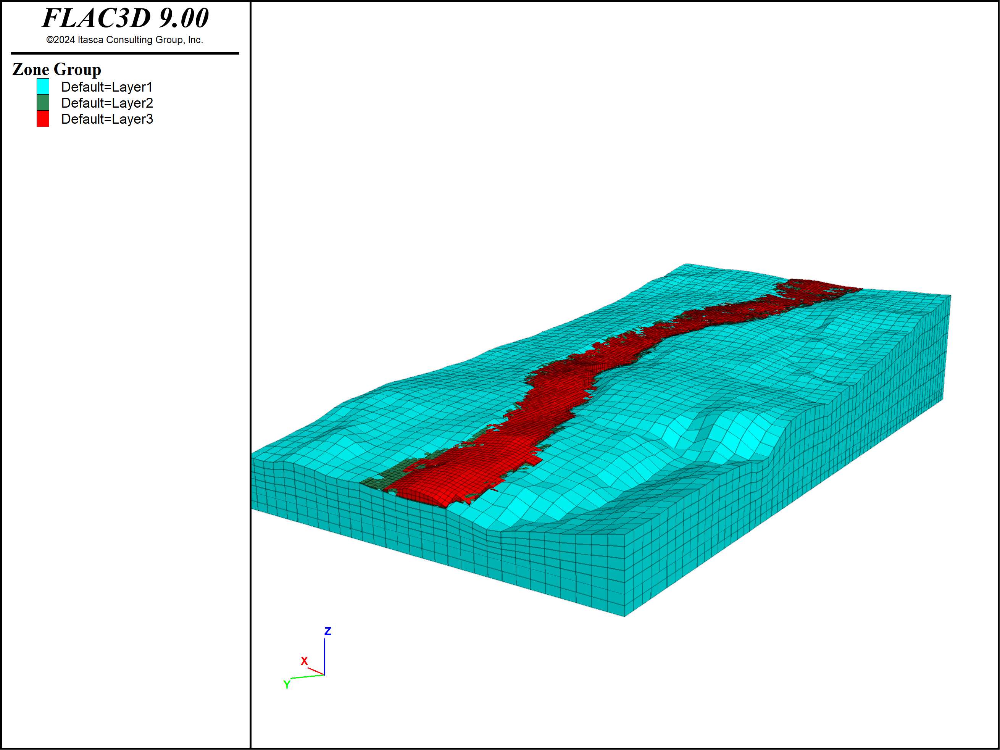 FLAC3D 9.00
©2024 Itasca Consulting Group, Inc.
Zone Group
Default=Layer1
Default=Layer2
Default=Layer3
Z
X
Y